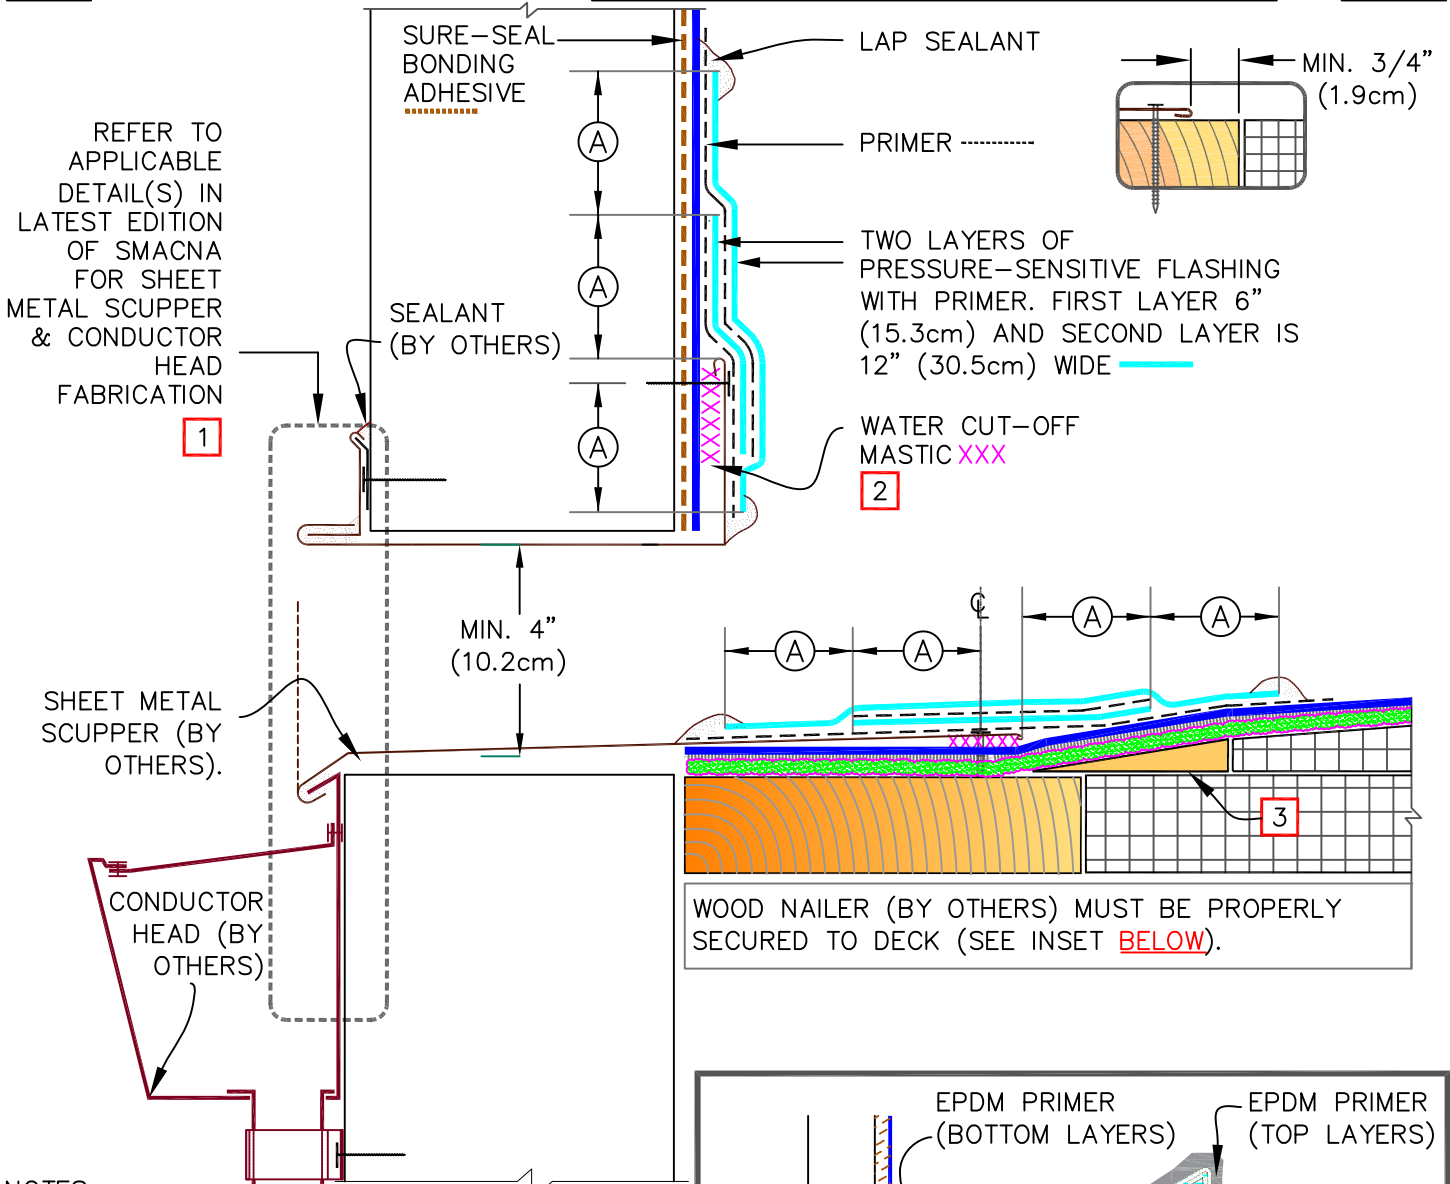 SURE-SEAL
BONDING
ADHESIVE
LAP SEALANT
MIN. 3/4"
(1.9cm)
REFER TO
APPLICABLE
DETAIL(S) IN
LATEST EDITION
OF SMACNA
FOR SHEET
METAL SCUPPER
& CONDUCTOR
HEAD
FABRICATION
1
A
PRIMER
TWO LAYERS OF
PRESSURE-SENSITIVE FLASHING
WITH PRIMER. FIRST LAYER 6"
(15.3cm) AND SECOND LAYER IS
12" (30.5cm) WIDE
A
SEALANT
(BY OTHERS)
A
WATER CUT-OFF
MASTIC XXX
2
MIN. 4"
(10.2cm)
A
A
A
A
SHEET METAL
SCUPPER (BY
OTHERS).
3
CONDUCTOR
HEAD (BY
OTHERS)
WOOD NAILER (BY OTHERS) MUST BE PROPERLY
SECURED TO DECK (SEE INSET BELOW).
EPDM PRIMER
(BOTTOM LAYERS)
EPDM PRIMER
(TOP LAYERS)